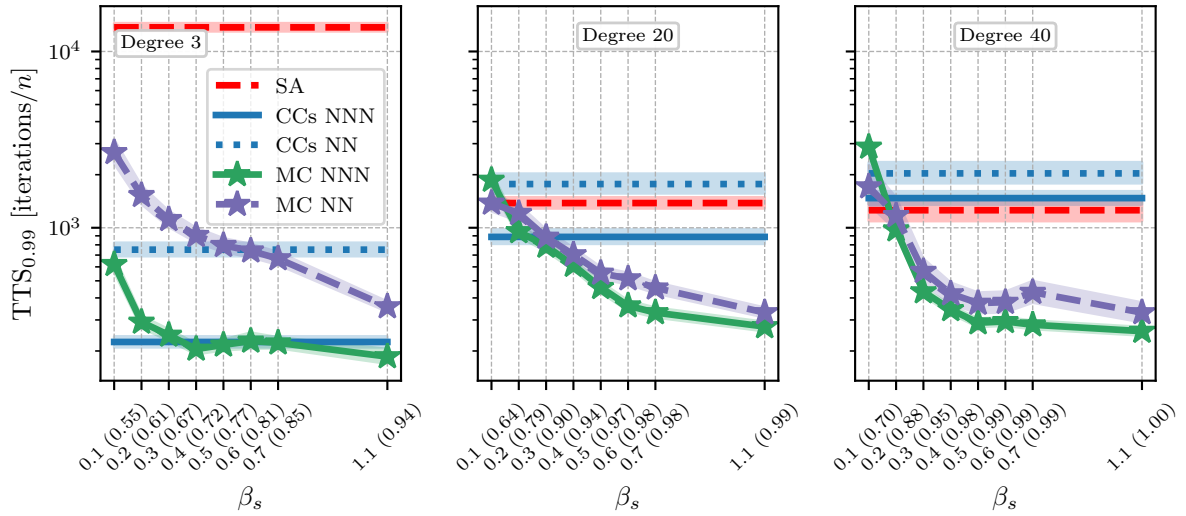 TTS0.99 [iterations/n]
10^4
10^3
Degree 3
SA
CCs NNN
CCs NN
MC NNN
MC NN
0.1 (0.55)
0.2 (0.61)
0.3 (0.67)
0.4 (0.72)
0.5 (0.77)
0.6 (0.81)
0.7 (0.85)
1.1 (0.94)
βs
Degree 20
0.1 (0.64)
0.2 (0.79)
0.3 (0.90)
0.4 (0.94)
0.5 (0.97)
0.6 (0.98)
0.7 (0.98)
1.1 (0.99)
βs
Degree 40
0.1 (0.70)
0.2 (0.88)
0.3 (0.95)
0.4 (0.98)
0.5 (0.99)
0.6 (0.99)
0.7 (0.99)
1.1 (1.00)
βs